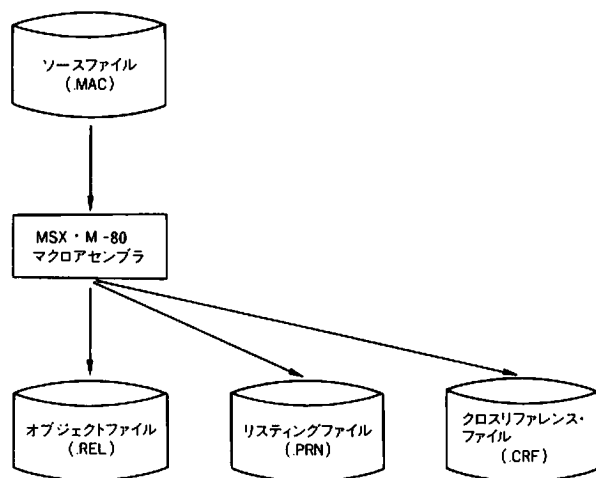 ソースファイル
(.MAC)
MSX・M-80
マクロアセンブラ
オブジェクトファイル
(.REL)
リスティングファイル
(.PRN)
クロスリファレンス・
ファイル
(.CRF)